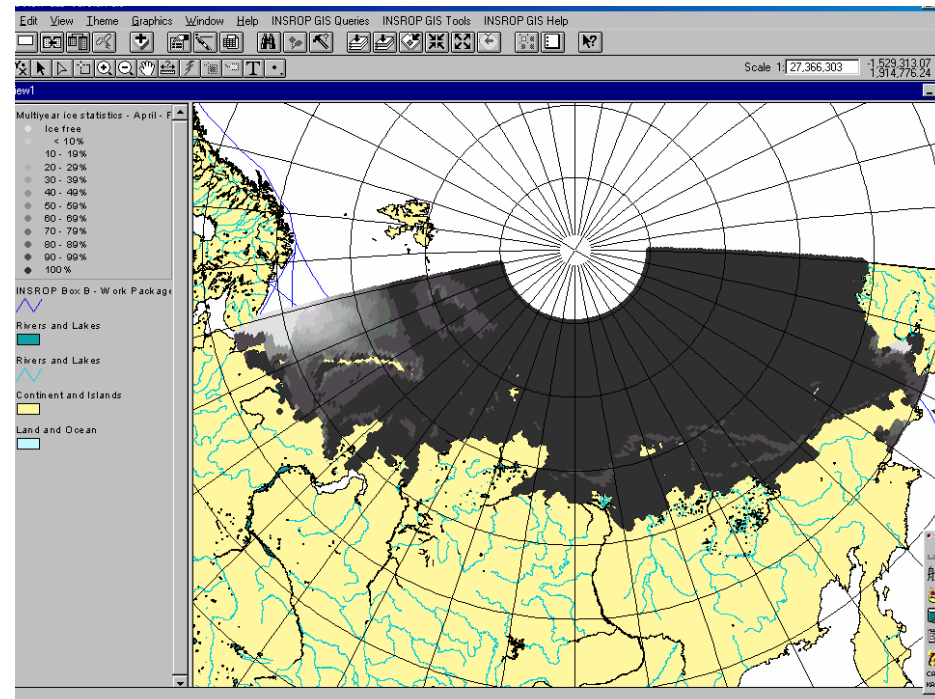 Edit View Theme Graphics Window Help INSROP GIS Queries INSROP GIS Tools INSROP GIS Help
T
Scale 1: 27,366,303
-1,529,313.07
1,914,776.24
iew1
Multiyear ice statistics - April - F
Ice free
< 10%
10 - 19%
20 - 29%
30 - 39%
40 - 49%
50 - 59%
60 - 69%
70 - 79%
80 - 89%
90 - 99%
100 %
INSROP Box B - Work Package
Rivers and Lakes
Rivers and Lakes
Continent and Islands
Land and Ocean